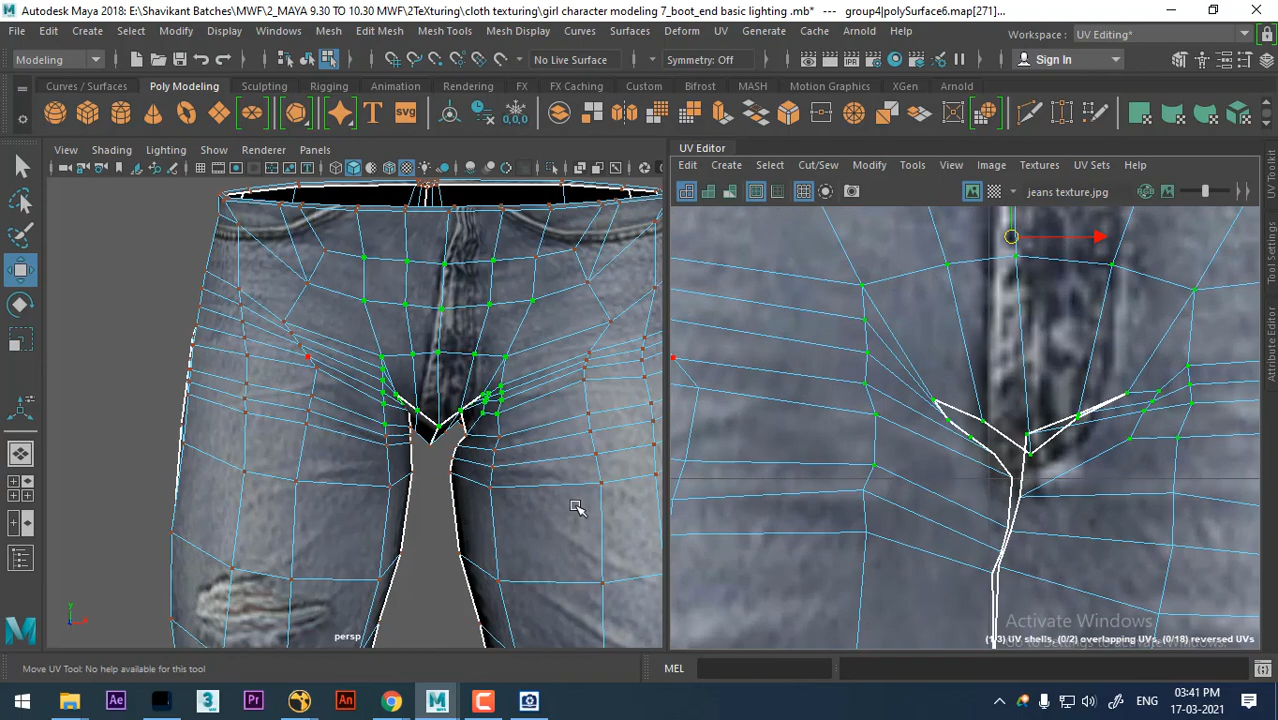 Autodesk Maya 2018: E:\Shavikant Batches\MWF\2_MAYA 9.30 TO 10.30 MWF\2TeXturing\cloth texturing\girl character modeling 7_boot_end basic lighting .mb* --- group4|polySurface6.map[271]...
File Edit Create Select Modify Display Windows Mesh Edit Mesh Mesh Tools Mesh Display Curves Surfaces Deform UV Generate Cache Arnold Help Workspace : UV Editing*
Modeling No Live Surface Symmetry: Off Sign In
Curves / Surfaces Poly Modeling Sculpting Rigging Animation Rendering FX FX Caching Custom Bifrost MASH Motion Graphics XGen Arnold
View Shading Lighting Show Renderer Panels
UV Editor
Edit Create Select Cut/Sew Modify Tools View Image Textures UV Sets Help
jeans texture.jpg
UV Toolkit
Tool Settings
Attribute Editor
persp
Activate Windows
Go to Settings to activate Windows.
(1/3) UV shells, (0/2) overlapping UVs, (0/18) reversed UVs
Move UV Tool: No help available for this tool
MEL
ENG
03:41 PM
17-03-2021